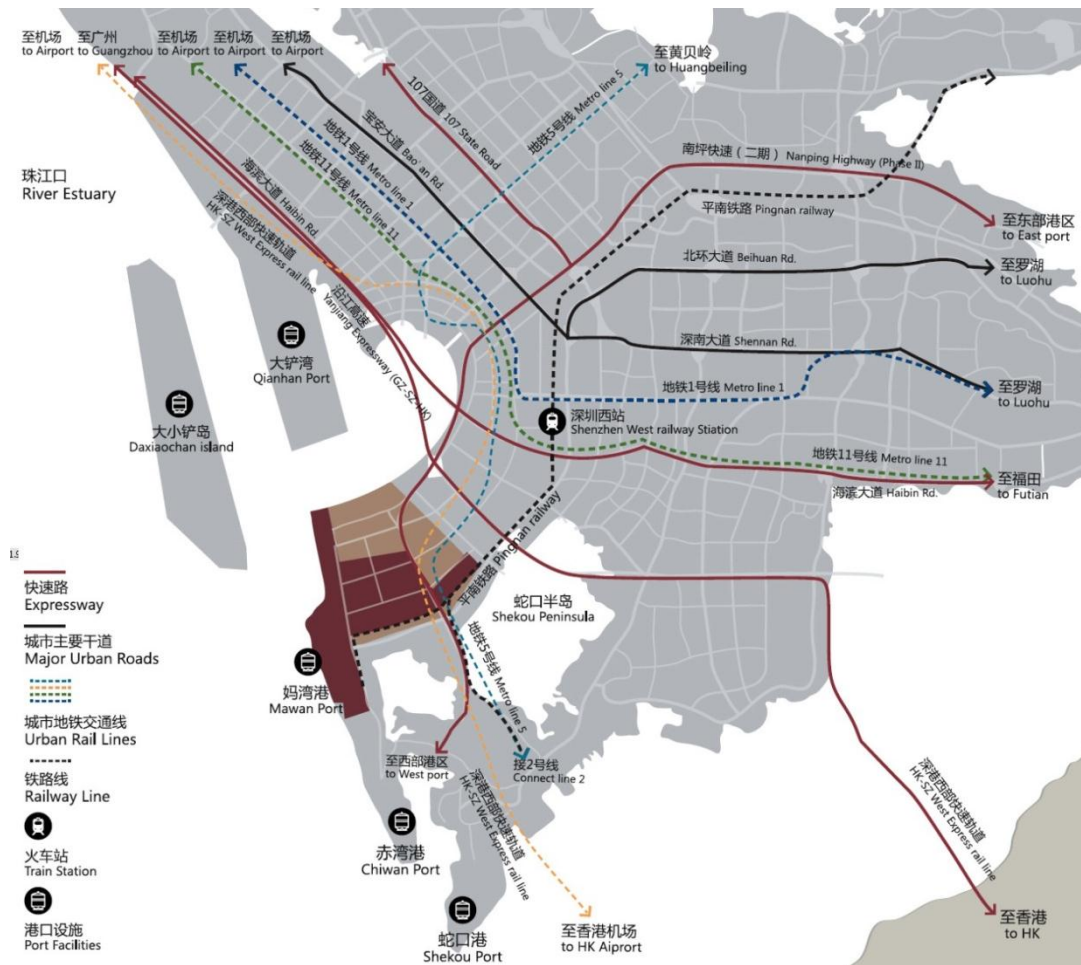 至机场
to Airport
至广州
to Guangzhou
至机场
to Airport
至机场
to Airport
至机场
to Airport
至黄贝岭
to Huangbeiling
107国道 107 State Road
地铁5号线 Metro line 5
宝安大道 Bao an Rd.
地铁1号线 Metro line 1
地铁11号线 Metro line 11
海滨大道 Haibin Rd.
深港西部快速轨道
HK-SZ West Express rail line
珠江口
River Estuary
南坪快速（二期） Nanping Highway (Phase II)
平南铁路 Pingnan railway
至东部港区
to East port
北环大道 Beihuan Rd.
至罗湖
to Luohu
沿江高速
Yanjiang Expressway (GZ-SZ-HK)
深南大道 Shennan Rd.
大铲湾
Qianhan Port
地铁1号线 Metro line 1
至罗湖
to Luohu
大小铲岛
Daxiaochan island
深圳西站
Shenzhen West railway Stiation
地铁11号线 Metro line 11
海滨大道 Haibin Rd.
至福田
to Futian
平南铁路 Pingnan railway
蛇口半岛
Shekou Peninsula
快速路
Expressway
城市主要干道
Major Urban Roads
城市地铁交通线
Urban Rail Lines
铁路线
Railway Line
火车站
Train Station
港口设施
Port Facilities
地铁5号线 Metro line 5
妈湾港
Mawan Port
至西部港区
to West port
接2号线
Connect line 2
深港西部快速轨道
HK-SZ West Express rail line
深港西部快速轨道
HK-SZ West Express rail line
赤湾港
Chiwan Port
蛇口港
Shekou Port
至香港机场
to HK Aiprort
至香港
to HK